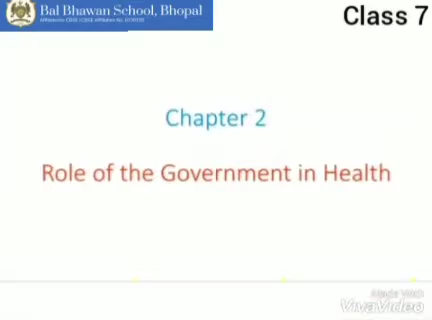 Bal Bhawan School, Bhopal
Class 7
Chapter 2
Role of the Government in Health
Made With
VivaVideo